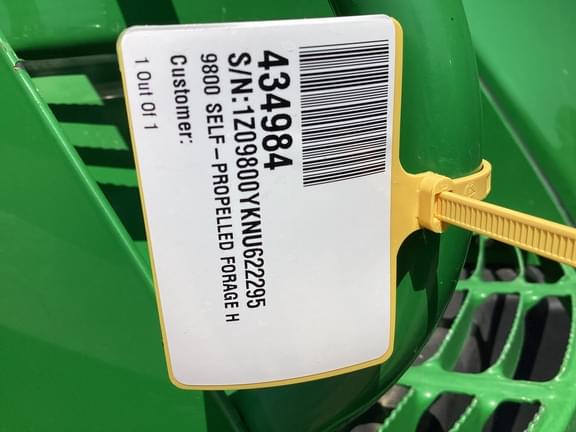 434984
S/N:1Z09800YKNU622295
9800 SELF-PROPELLED FORAGE H
Customer:
1 Out Of 1